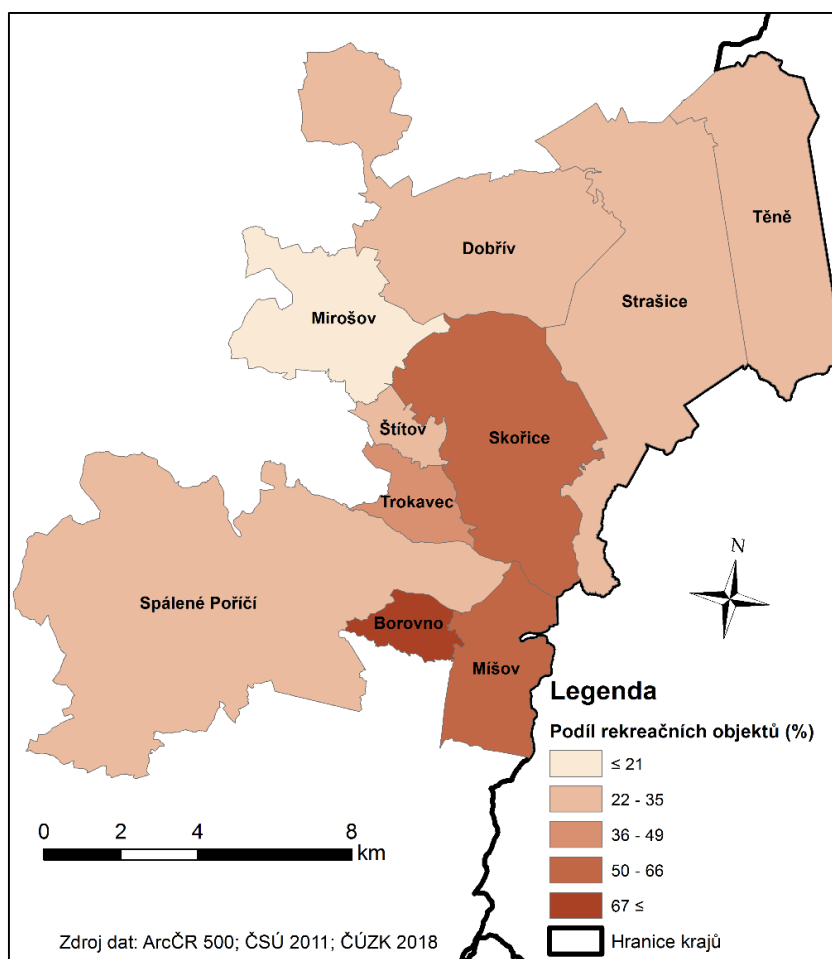 Těně
Dobřív
Strašice
Mirošov
Štítov
Skořice
Trokavec
N
Spálené Poříčí
Borovno
Míšov
Legenda
Podíl rekreačních objektů (%)
≤ 21
22 - 35
36 - 49
50 - 66
67 ≤
Hranice krajů
0 2 4 8
km
Zdroj dat: ArcČR 500; ČSÚ 2011; ČÚZK 2018